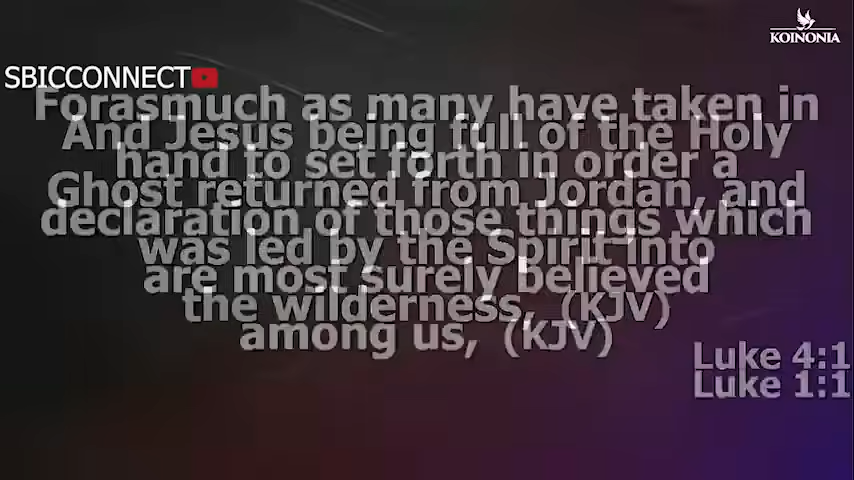 KOINONIA
SBICCONNECT
Forasmuch as many have taken in
And Jesus being full of the Holy
hand to set forth in order a
Ghost returned from Jordan, and
declaration of those things which
was led by the Spirit into
are most surely believed
the wilderness, (KJV)
among us, (KJV)
Luke 4:1
Luke 1:1